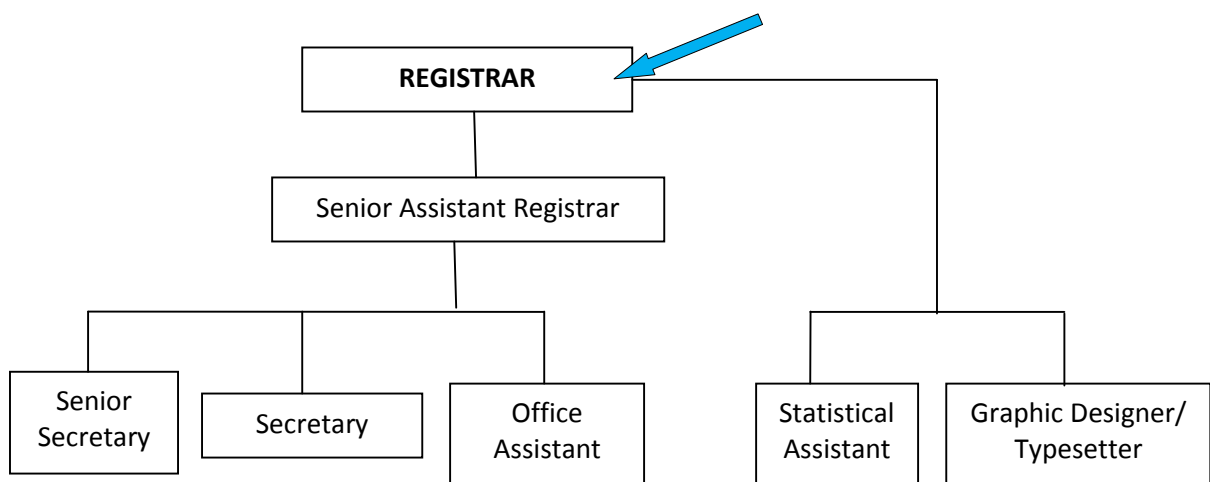 REGISTRAR
Senior Assistant Registrar
Senior
Secretary
Secretary
Office
Assistant
Statistical
Assistant
Graphic Designer/
Typesetter